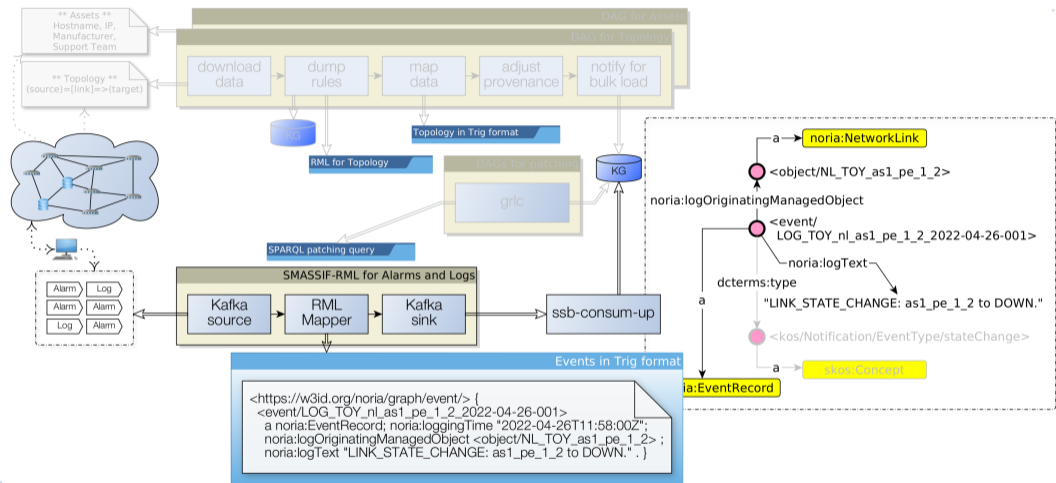 ** Assets **
Hostname, IP,
Manufacturer,
Support Team
DAG for Assets
DAG for Topology
download
data
dump
rules
map
data
adjust
provenance
notify for
bulk load
** Topology **
(source)=[link]=>(target)
KG
Topology in Trig format
RML for Topology
DAGs for patching
grlc
KG
SPARQL patching query
a
noria:NetworkLink
<object/NL_TOY_as1_pe_1_2>
noria:logOriginatingManagedObject
<event/
LOG_TOY_nl_as1_pe_1_2_2022-04-26-001>
noria:logText
dcterms:type
a
"LINK_STATE_CHANGE: as1_pe_1_2 to DOWN."
<kos/Notification/EventType/stateChange>
a
skos:Concept
ia:EventRecord
Alarm
Log
Alarm
Alarm
Log
Alarm
SMASSIF-RML for Alarms and Logs
Kafka
source
RML
Mapper
Kafka
sink
ssb-consum-up
Events in Trig format
<https://w3id.org/noria/graph/event/> {
<event/LOG_TOY_nl_as1_pe_1_2_2022-04-26-001>
a noria:EventRecord; noria:loggingTime "2022-04-26T11:58:00Z";
noria:logOriginatingManagedObject <object/NL_TOY_as1_pe_1_2> ;
noria:logText "LINK_STATE_CHANGE: as1_pe_1_2 to DOWN." . }